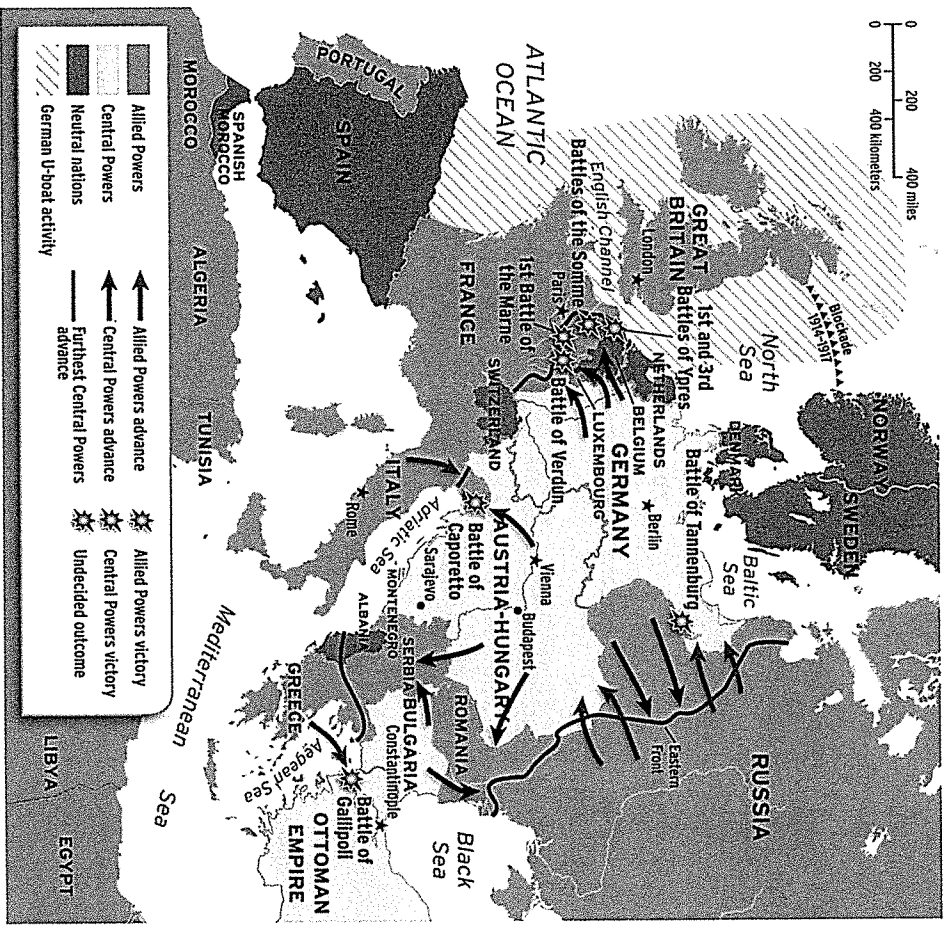 0 200 400 miles
0 200 400 kilometers
ATLANTIC
OCEAN
North
Sea
Blockade
1914-1917
NORWAY
SWEDEN
Baltic
Sea
DENMARK
GREAT
BRITAIN
London
English Channel
1st and 3rd
Battles of Ypres
Battles of the Somme
NETHERLANDS
BELGIUM
LUXEMBOURG
GERMANY
Berlin
Battle of Tannenburg
RUSSIA
Eastern
Front
Paris
1st Battle of
the Marne
Battle of Verdun
FRANCE
SWITZERLAND
Vienna
Budapest
AUSTRIA-HUNGARY
Battle of
Caporetto
Sarajevo
ITALY
Rome
Adriatic Sea
MONTENEGRO
ALBANIA
SERBIA
BULGARIA
ROMANIA
Black
Sea
Constantinople
GREECE
Aegean
Sea
Battle of
Gallipoli
OTTOMAN
EMPIRE
PORTUGAL
SPAIN
SPANISH
MOROCCO
MOROCCO
ALGERIA
TUNISIA
Mediterranean
Sea
LIBYA
EGYPT
Allied Powers
Central Powers
Neutral nations
German U-boat activity
Allied Powers advance
Central Powers advance
Furthest Central Powers
advance
Allied Powers victory
Central Powers victory
Undecided outcome